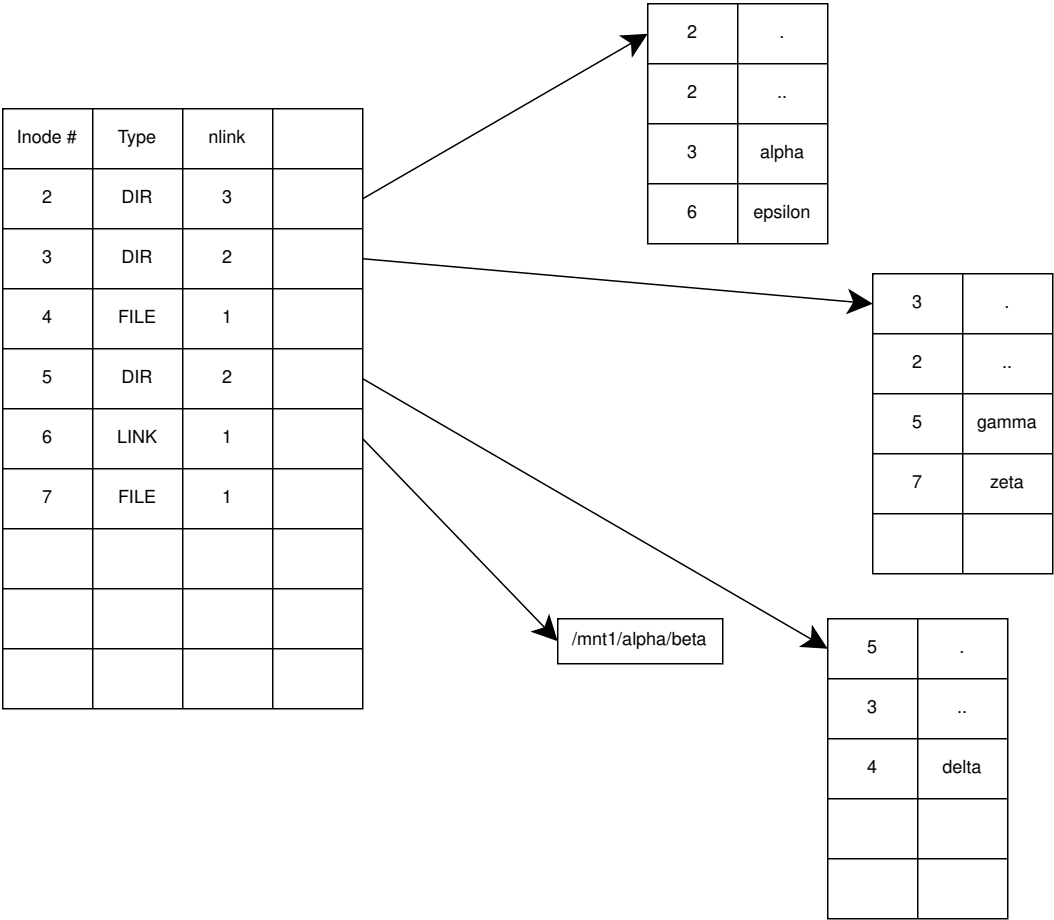 Inode # Type nlink
2 DIR 3
3 DIR 2
4 FILE 1
5 DIR 2
6 LINK 1
7 FILE 1
2 .
2 ..
3 alpha
6 epsilon
3 .
2 ..
5 gamma
7 zeta
/mnt1/alpha/beta
5 .
3 ..
4 delta